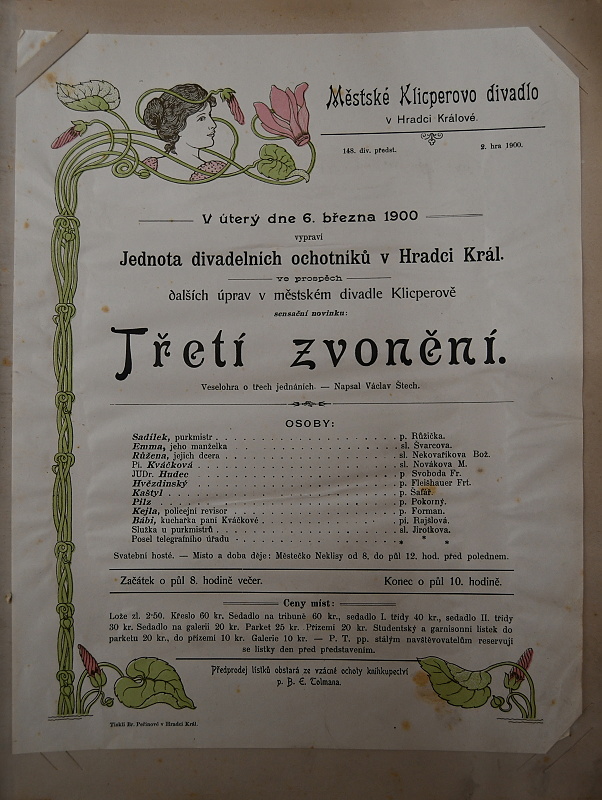 Městské Klicperovo divadlo
v Hradci Králové.
148. div. předst. 2. hra 1900.
V úterý dne 6. března 1900
vypraví
Jednota divadelních ochotníků v Hradci Král.
ve prospěch
dalších úprav v městském divadle Klicperově
sensační novinku:
Třetí zvonění.
Veselohra o třech jednáních. — Napsal Václav Štech.
OSOBY:
Sadílek, purkmistr . . . . . . . . . . . . . . . . . . . p. Růžička.
Emma, jeho manželka . . . . . . . . . . . . . . . . . . . sl. Švarcova.
Růžena, jejich dcera . . . . . . . . . . . . . . . . . . . sl. Nekovaříkova Bož.
Pí. Kváčková . . . . . . . . . . . . . . . . . . . sl. Novákova M.
JUDr. Hudec . . . . . . . . . . . . . . . . . . . p Svoboda Fr.
Hvězdinský . . . . . . . . . . . . . . . . . . . p. Fleišhauer Frt.
Kaštyl . . . . . . . . . . . . . . . . . . . p. Šafář.
Pilz . . . . . . . . . . . . . . . . . . . p. Pokorný.
Kejla, policejní revisor . . . . . . . . . . . . . . . . . . . p. Forman.
Bábi, kuchařka paní Kváčkové . . . . . . . . . . . . . . . . . . . pí. Rajšlová.
Služka u purkmistrů . . . . . . . . . . . . . . . . . . . sl. Jirotkova.
Posel telegrafního úřadu . . . . . . . . . . . . . . . . . . . * * *
Svatební hosté. — Místo a doba děje: Městečko Neklisy od 8. do půl 12. hod. před polednem.
Začátek o půl 8. hodině večer. Konec o půl 10. hodině.
Ceny míst:
Lože zl. 2·50. Křeslo 60 kr. Sedadlo na tribuně 60 kr., sedadlo I. třídy 40 kr., sedadlo II. třídy
30 kr. Sedadlo na galerii 20 kr. Parket 25 kr. Přízemí 20 kr. Studentský a garnisonní lístek do
parketu 20 kr., do přízemí 10 kr. Galerie 10 kr. — P. T. pp. stálým navštěvovatelům reservují
se lístky den před představením.
Předprodej lístků obstará ze vzácné ochoty knihkupectví
p. B. E. Tolmana.
Tiskli Br. Peřinové v Hradci Král.